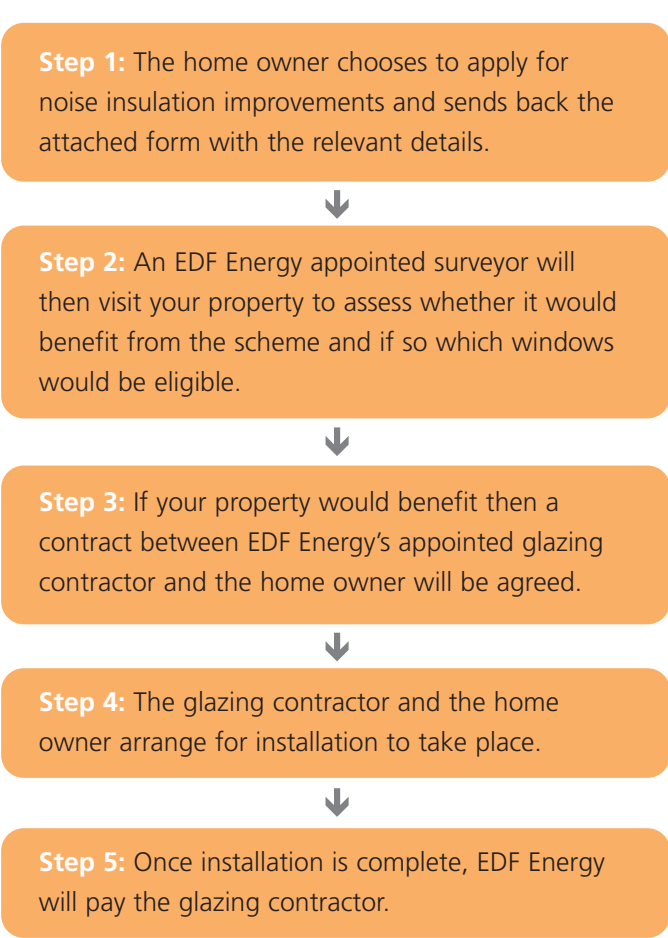 Step 1: The home owner chooses to apply for
noise insulation improvements and sends back the
attached form with the relevant details.
Step 2: An EDF Energy appointed surveyor will
then visit your property to assess whether it would
benefit from the scheme and if so which windows
would be eligible.
Step 3: If your property would benefit then a
contract between EDF Energy’s appointed glazing
contractor and the home owner will be agreed.
Step 4: The glazing contractor and the home
owner arrange for installation to take place.
Step 5: Once installation is complete, EDF Energy
will pay the glazing contractor.